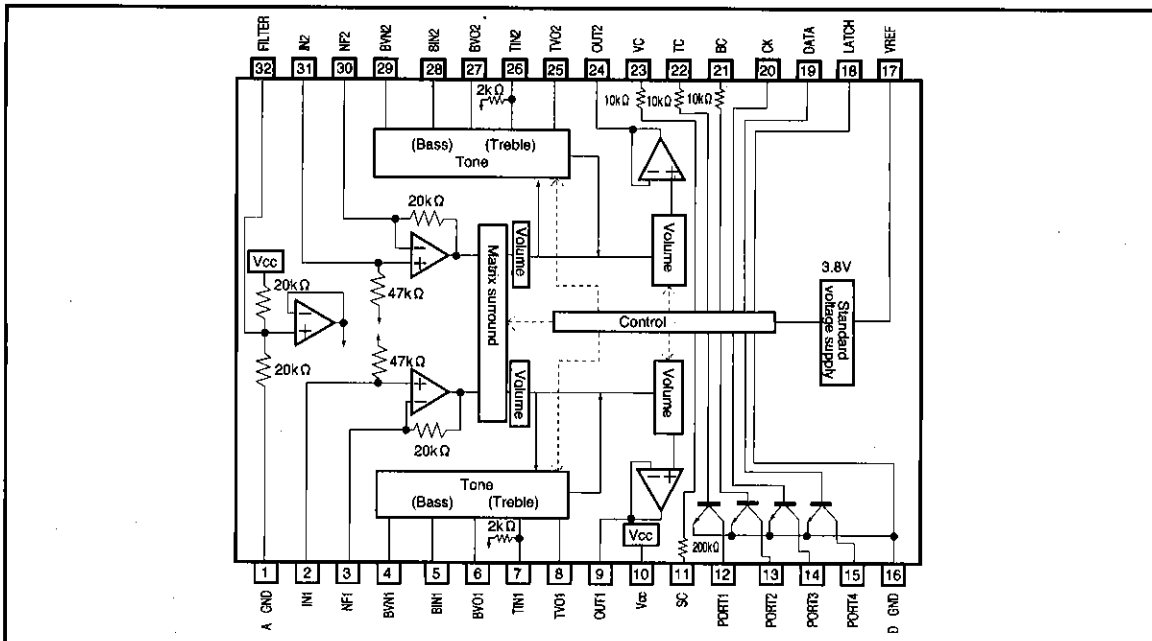 FILTER IN2 NF2 BVN2 BIN2 BVO2 TIN2 TVO2 OUT2 VC TC BC CK DATA LATCH VREF
32 31 30 29 28 27 26 25 24 23 22 21 20 19 18 17
2kΩ
10kΩ 10kΩ 10kΩ
(Bass) (Treble)
Tone
20kΩ
Volume
Volume
Matrix surround
Vcc
20kΩ
47kΩ
3.8V
Standard voltage supply
Control
20kΩ
47kΩ
Volume
Volume
20kΩ
Tone
(Bass) (Treble)
2kΩ
Vcc
200kΩ
1 2 3 4 5 6 7 8 9 10 11 12 13 14 15 16
A GND IN1 NF1 BVN1 BIN1 BVO1 TIN1 TVO1 OUT1 Vcc SC PORT1 PORT2 PORT3 PORT4 D GND